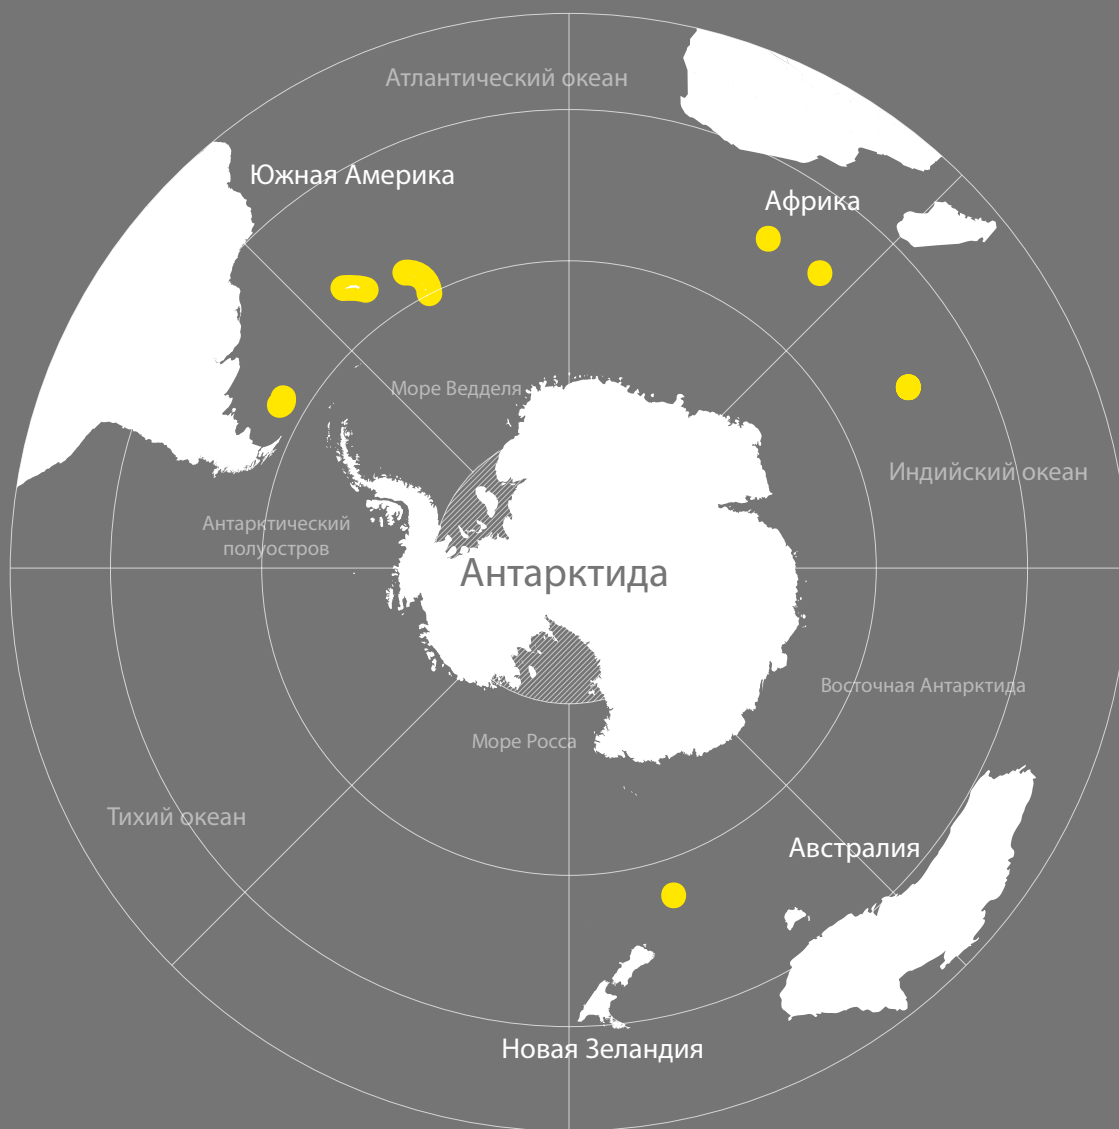 Атлантический океан
Южная Америка
Африка
Море Ведделя
Индийский океан
Антарктический
полуостров
Антарктида
Восточная Антарктида
Море Росса
Тихий океан
Австралия
Новая Зеландия